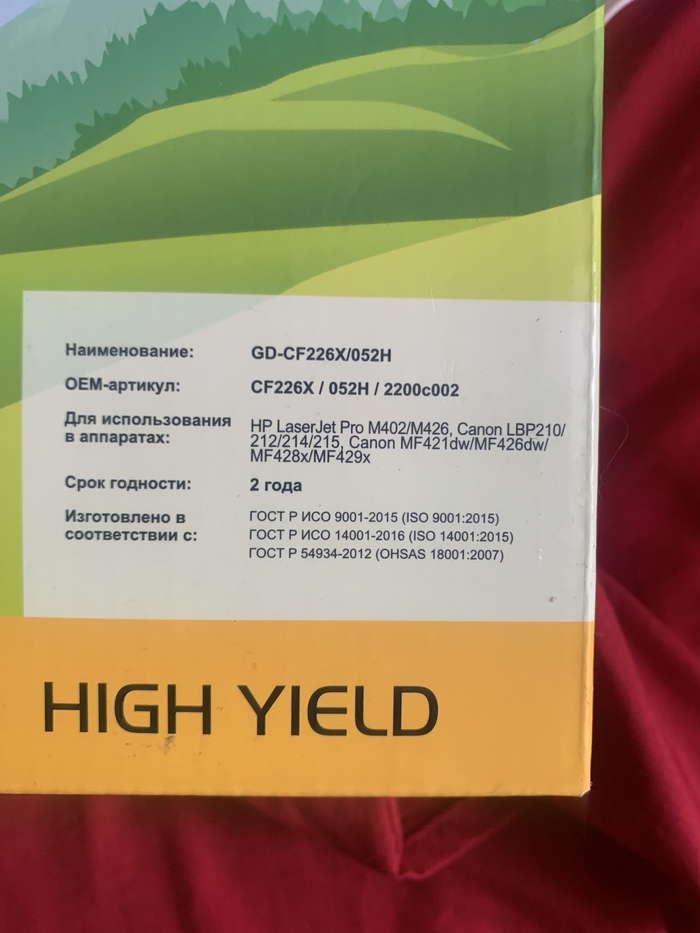 Наименование: GD-CF226X/052H
OEM-артикул: CF226X / 052H / 2200c002
Для использования
в аппаратах:
HP LaserJet Pro M402/M426, Canon LBP210/
212/214/215, Canon MF421dw/MF426dw/
MF428x/MF429x
Срок годности: 2 года
Изготовлено в
соответствии с:
ГОСТ Р ИСО 9001-2015 (ISO 9001:2015)
ГОСТ Р ИСО 14001-2016 (ISO 14001:2015)
ГОСТ Р 54934-2012 (OHSAS 18001:2007)
HIGH YIELD